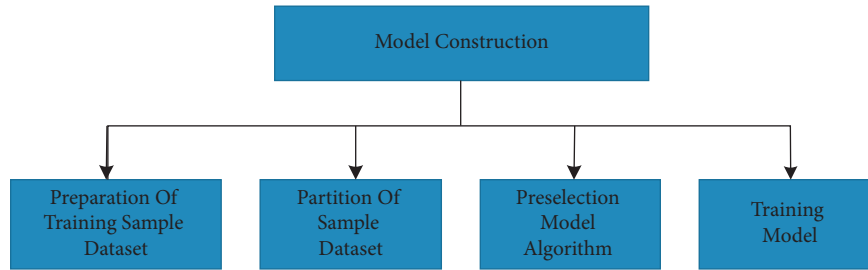 Model Construction
Preparation Of
Training Sample
Dataset
Partition Of
Sample
Dataset
Preselection
Model
Algorithm
Training
Model